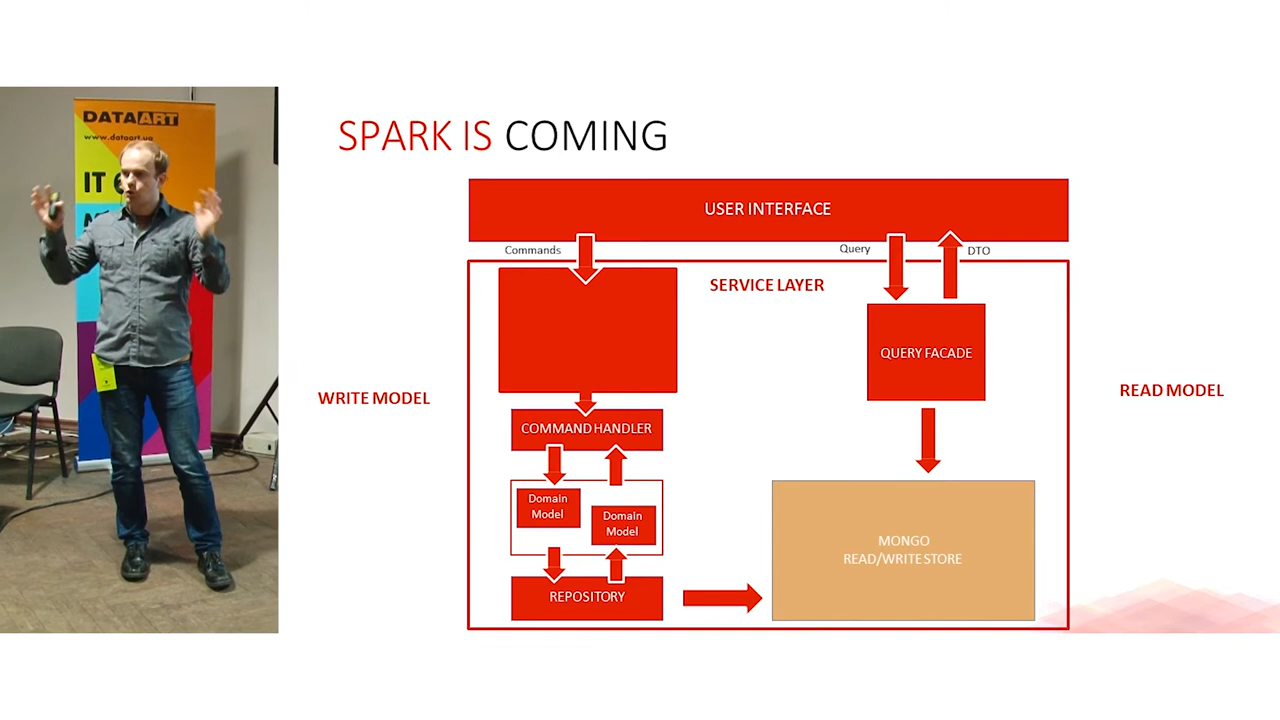 DATAART
www.dataart.ua
IT
SPARK IS COMING
USER INTERFACE
Commands
Query
DTO
SERVICE LAYER
QUERY FACADE
WRITE MODEL
READ MODEL
COMMAND HANDLER
Domain
Model
Domain
Model
MONGO
READ/WRITE STORE
REPOSITORY